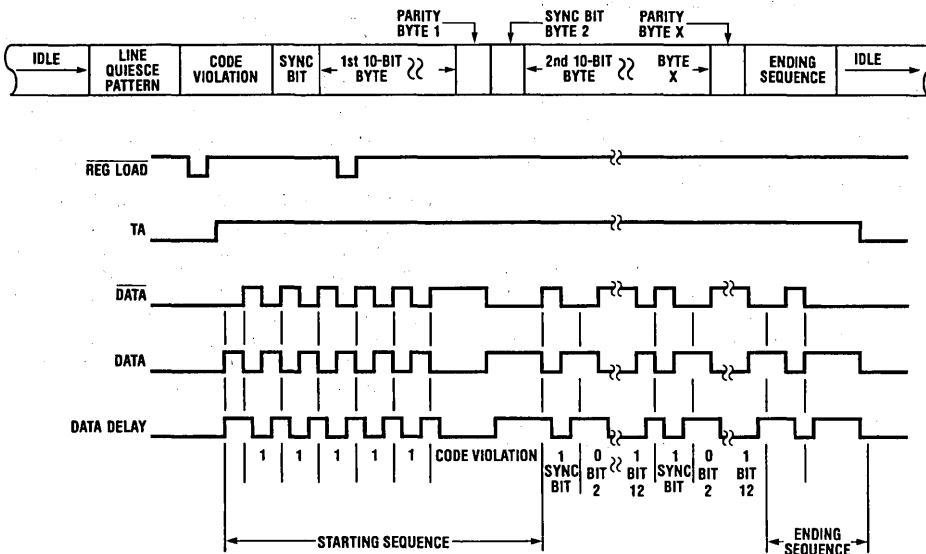 PARITY
BYTE 1
SYNC BIT
BYTE 2
PARITY
BYTE X
IDLE
LINE
QUIESCE
PATTERN
CODE
VIOLATION
SYNC
BIT
1st 10-BIT
BYTE
2nd 10-BIT
BYTE
BYTE
X
ENDING
SEQUENCE
IDLE
REG LOAD
TA
DATA
DATA
DATA DELAY
1 1 1 1 1 CODE VIOLATION 1 0 1 1 0 1
SYNC BIT BIT SYNC BIT BIT
BIT 2 12 BIT 2 12
STARTING SEQUENCE
ENDING
SEQUENCE